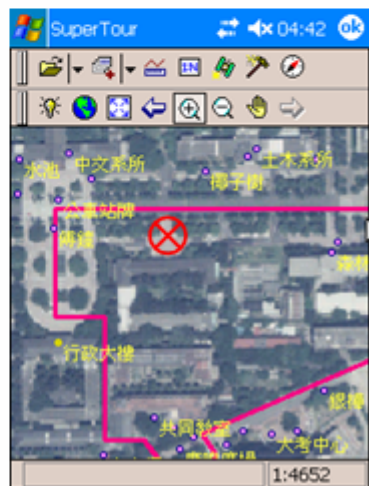 SuperTour 04:42 ok
水池 中文系所 土木系所
椰子樹
公車站牌
傅鐘
森林
行政大樓
銀樺
共同教室
大考中心
1:4652